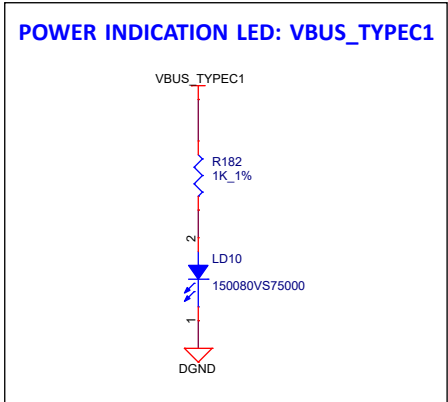 POWER INDICATION LED: VBUS_TYPEC1
VBUS_TYPEC1
R182
1K_1%
2
LD10
150080VS75000
1
DGND